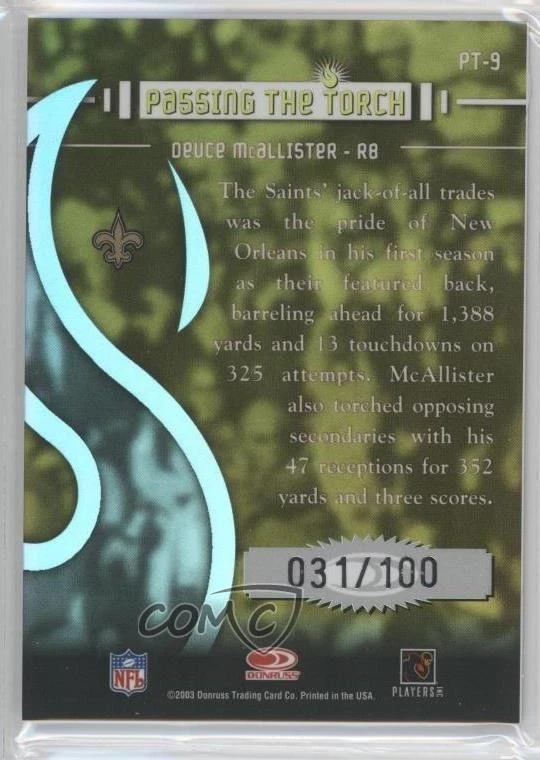 PT-9
Passing the Torch
Deuce McAllister - RB
The Saints' jack-of-all trades
was the pride of New
Orleans in his first season
as their featured back,
barreling ahead for 1,388
yards and 13 touchdowns on
325 attempts. McAllister
also torched opposing
secondaries with his
47 receptions for 352
yards and three scores.
031/100
COMC
NFL
DONRUSS
PLAYERS INC
©2003 Donruss Trading Card Co. Printed in the USA.